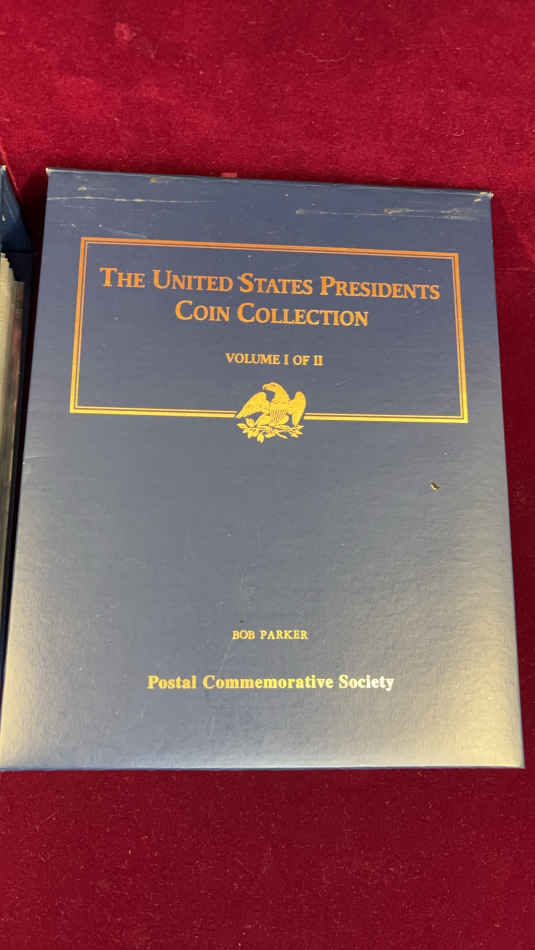 THE UNITED STATES PRESIDENTS
COIN COLLECTION
VOLUME I OF II
BOB PARKER
Postal Commemorative Society